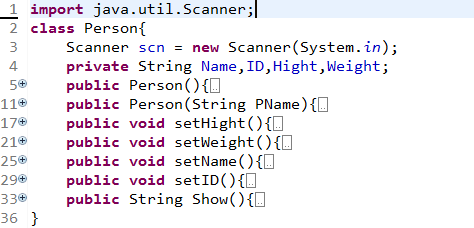 1 import java.util.Scanner;
2 class Person{
3 Scanner scn = new Scanner(System.in);
4 private String Name,ID,Hight,Weight;
5 public Person(){
11 public Person(String PName){
17 public void setHight(){
21 public void setWeight(){
25 public void setName(){
29 public void setID(){
33 public String Show(){
36 }